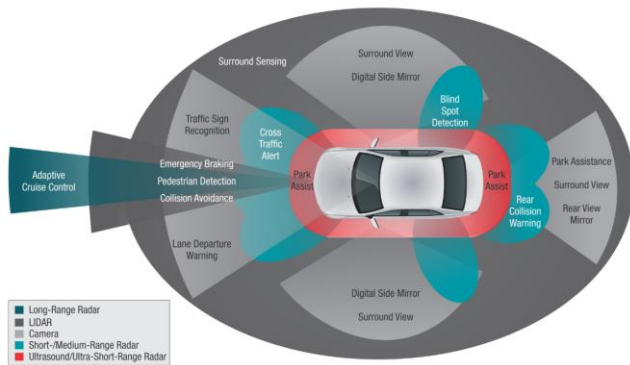 Surround Sensing
Surround View
Digital Side Mirror
Traffic Sign
Recognition
Cross
Traffic
Alert
Blind
Spot
Detection
Adaptive
Cruise Control
Emergency Braking
Pedestrian Detection
Collision Avoidance
Park
Assist
Park
Assist
Park Assistance
Surround View
Rear View
Mirror
Rear
Collision
Warning
Lane Departure
Warning
Digital Side Mirror
Surround View
Long-Range Radar
LIDAR
Camera
Short-/Medium-Range Radar
Ultrasound/Ultra-Short-Range Radar